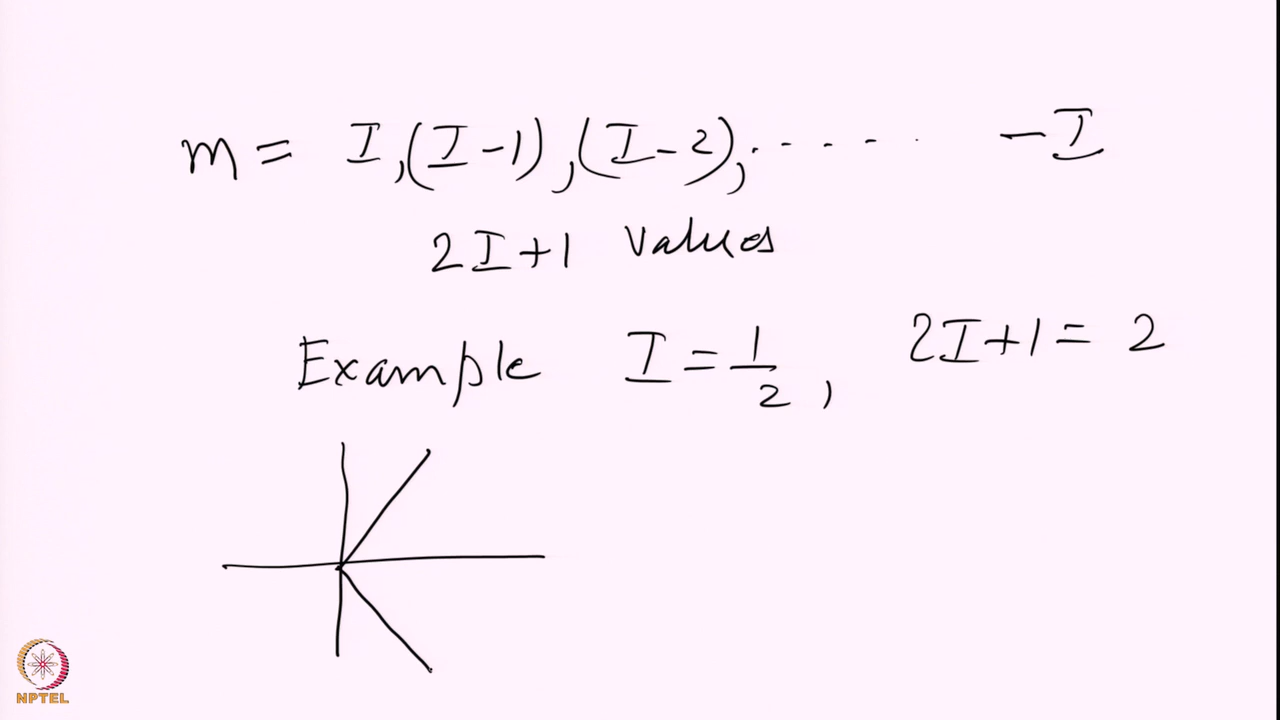 m = I, (I-1), (I-2), ...... -I
2I+1 values
Example I = 1/2, 2I+1 = 2
NPTEL